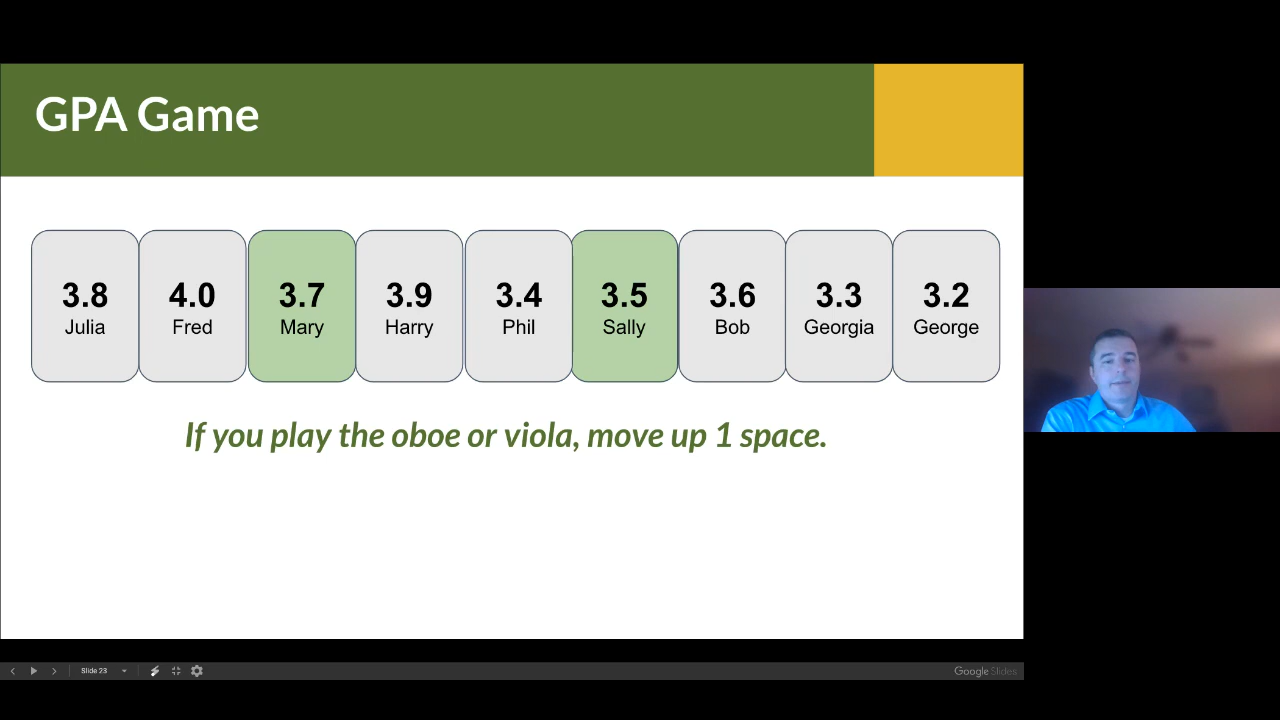 GPA Game
3.8 4.0 3.7 3.9 3.4 3.5 3.6 3.3 3.2
Julia Fred Mary Harry Phil Sally Bob Georgia George
If you play the oboe or viola, move up 1 space.
Slide 23
Google Slides